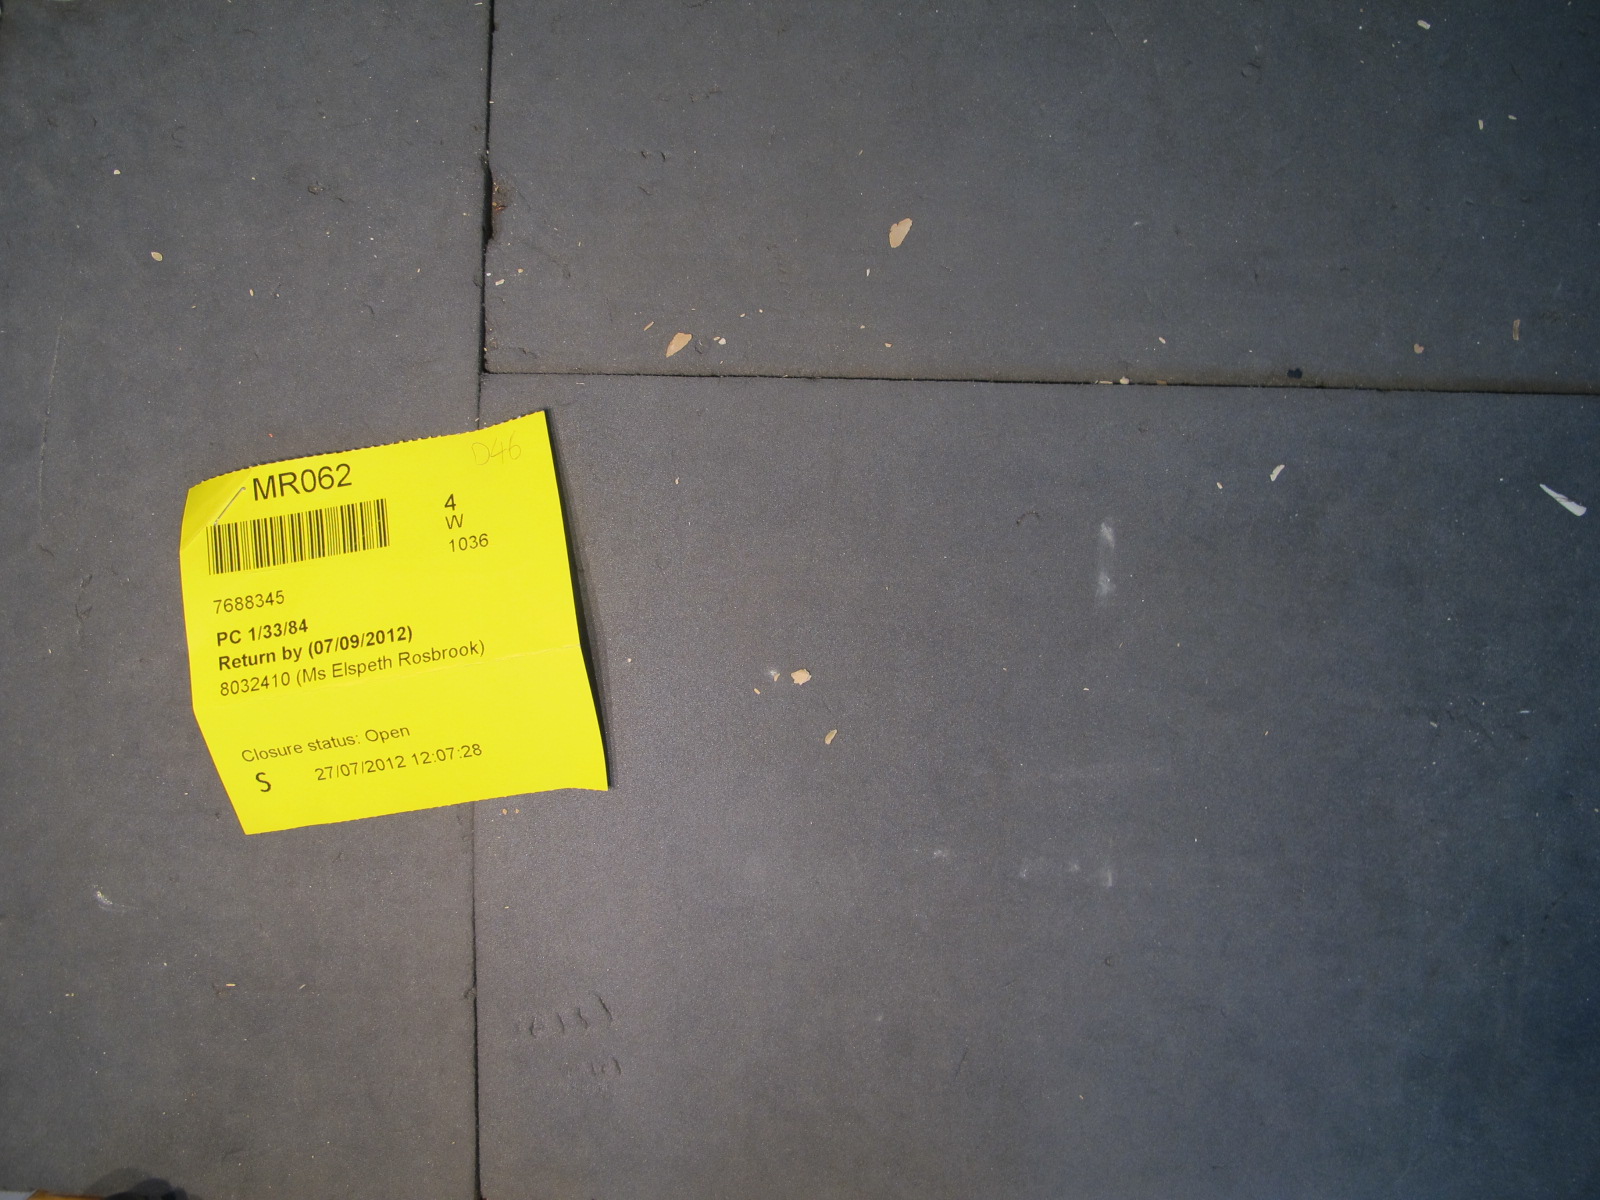 D46
MR062
4
W
1036
7688345
PC 1/33/84
Return by (07/09/2012)
8032410 (Ms Elspeth Rosbrook)
Closure status: Open
S 27/07/2012 12:07:28